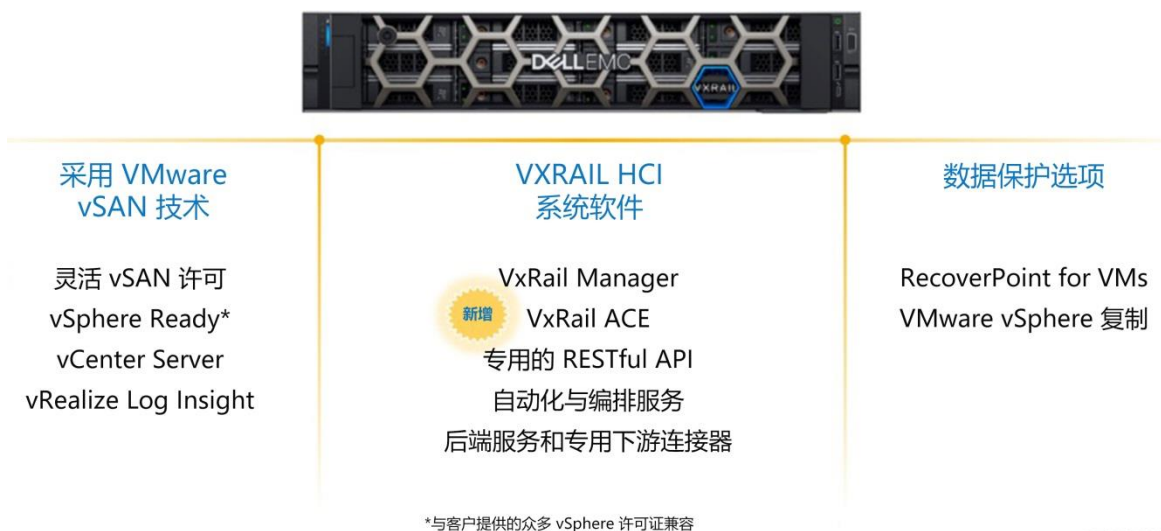 DELLEMC
VXRAIL
采用 VMware
vSAN 技术
灵活 vSAN 许可
vSphere Ready*
vCenter Server
vRealize Log Insight
VXRAIL HCI
系统软件
VxRail Manager
新增
VxRail ACE
专用的 RESTful API
自动化与编排服务
后端服务和专用下游连接器
数据保护选项
RecoverPoint for VMs
VMware vSphere 复制
*与客户提供的众多 vSphere 许可证兼容